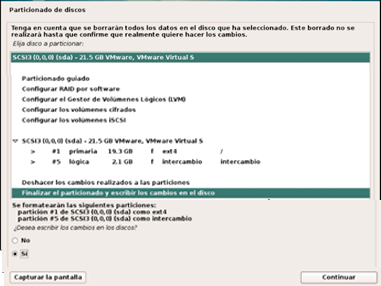 Particionado de discos
Tenga en cuenta que se borrarán todos los datos en el disco que ha seleccionado. Este borrado no se
realizará hasta que confirme que realmente quiere hacer los cambios.
Elija disco a particionar:
SCSI3 (0,0,0) (sda) - 21.5 GB VMware, VMware Virtual S
Particionado guiado
Configurar RAID por software
Configurar el Gestor de Volúmenes Lógicos (LVM)
Configurar los volúmenes cifrados
Configurar los volúmenes iSCSI
SCSI3 (0,0,0) (sda) - 21.5 GB VMware, VMware Virtual S
> #1 primaria 19.3 GB f ext4 /
> #5 lógica 2.1 GB f intercambio intercambio
Deshacer los cambios realizados a las particiones
Finalizar el particionado y escribir los cambios en el disco
Se formatearán las siguientes particiones:
partición #1 de SCSI3 (0,0,0) (sda) como ext4
partición #5 de SCSI3 (0,0,0) (sda) como intercambio
¿Desea escribir los cambios en los discos?
No
Sí
Capturar la pantalla
Continuar